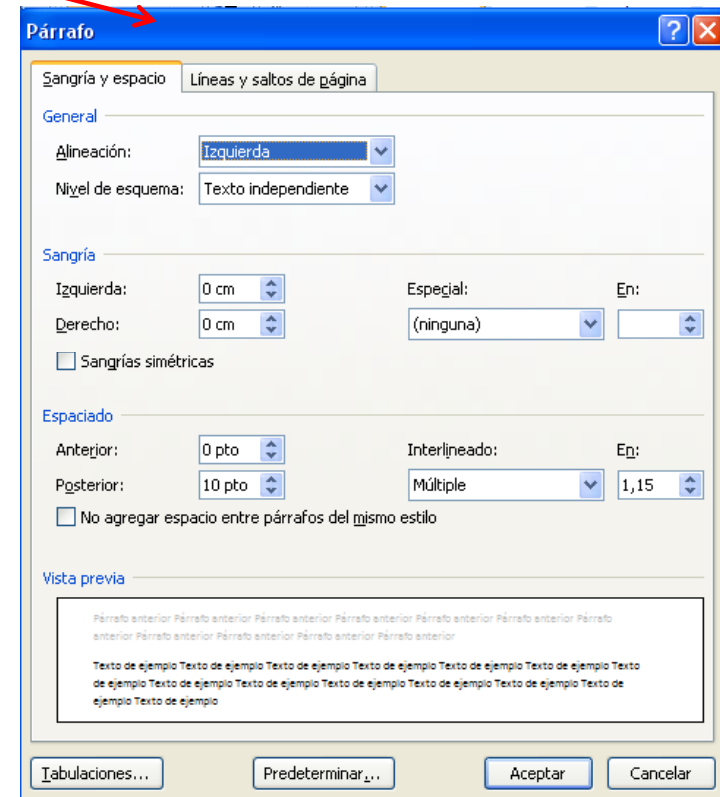 Párrafo
Sangría y espacio Líneas y saltos de página
General
Alineación: Izquierda
Nivel de esquema: Texto independiente
Sangría
Izquierda: 0 cm Especial: En:
Derecho: 0 cm (ninguna)
Sangrías simétricas
Espaciado
Anterior: 0 pto Interlineado: En:
Posterior: 10 pto Múltiple 1,15
No agregar espacio entre párrafos del mismo estilo
Vista previa
Párrafo anterior Párrafo anterior Párrafo anterior Párrafo anterior Párrafo anterior Párrafo anterior Párrafo
anterior Párrafo anterior Párrafo anterior Párrafo anterior Párrafo anterior
Texto de ejemplo Texto de ejemplo Texto de ejemplo Texto de ejemplo Texto de ejemplo Texto de ejemplo Texto
de ejemplo Texto de ejemplo Texto de ejemplo Texto de ejemplo Texto de ejemplo Texto de ejemplo Texto de
ejemplo Texto de ejemplo
Tabulaciones... Predeterminar... Aceptar Cancelar